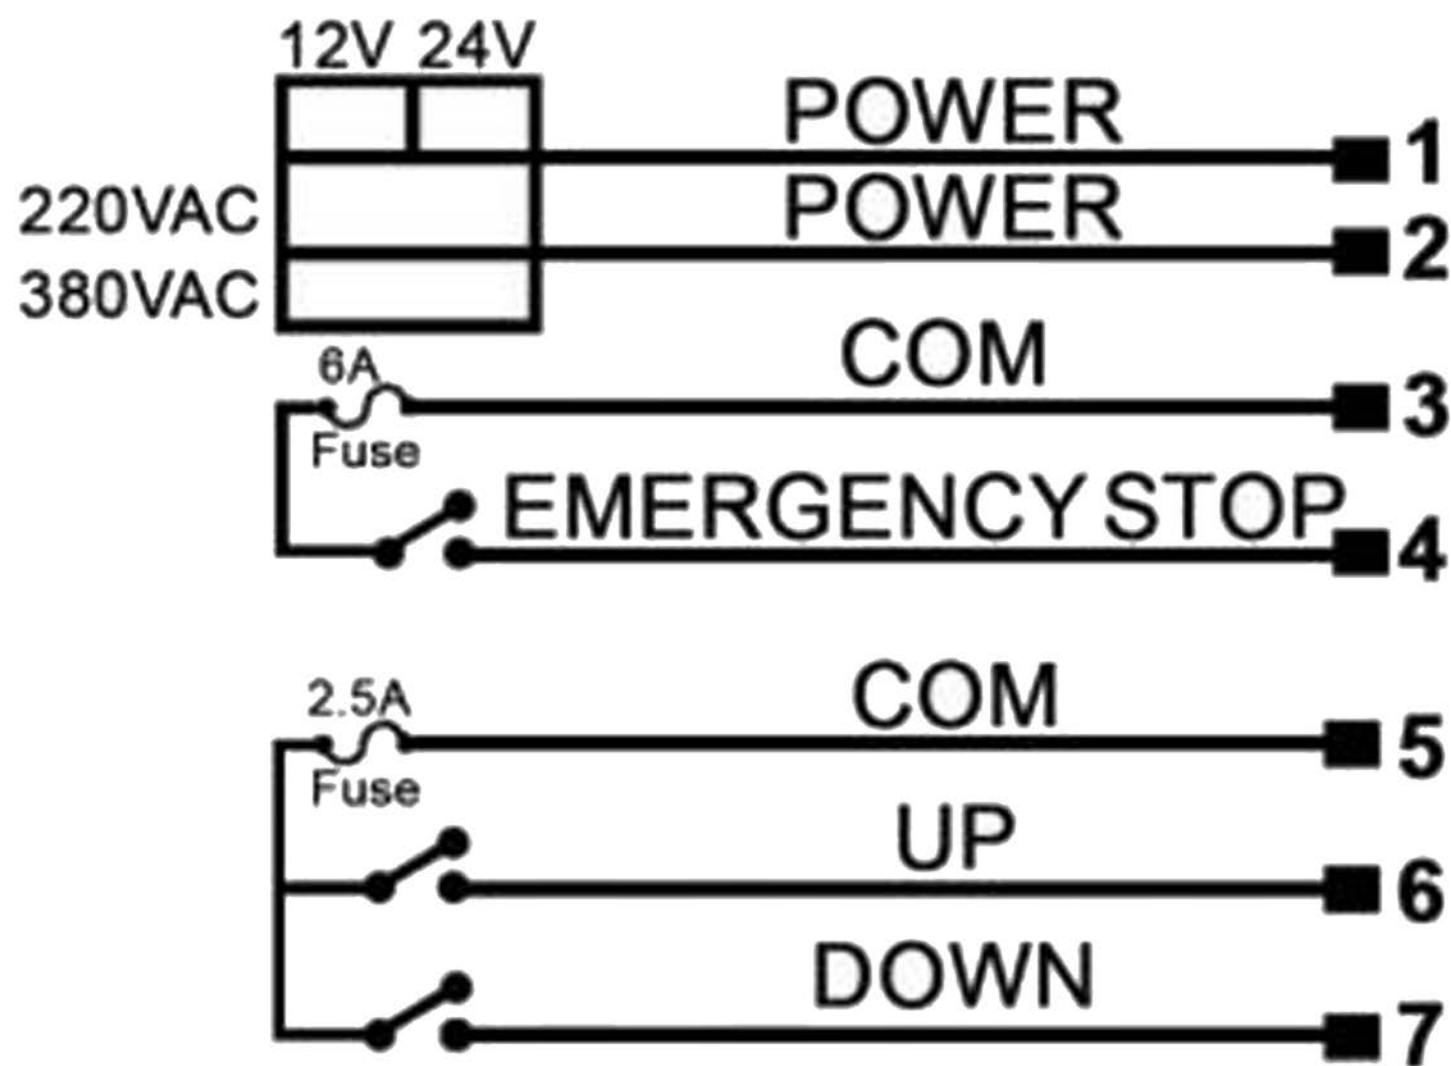 12V 24V
POWER
1
220VAC
POWER
2
380VAC
COM
6A
3
Fuse
EMERGENCY STOP
4
COM
2.5A
5
Fuse
UP
6
DOWN
7